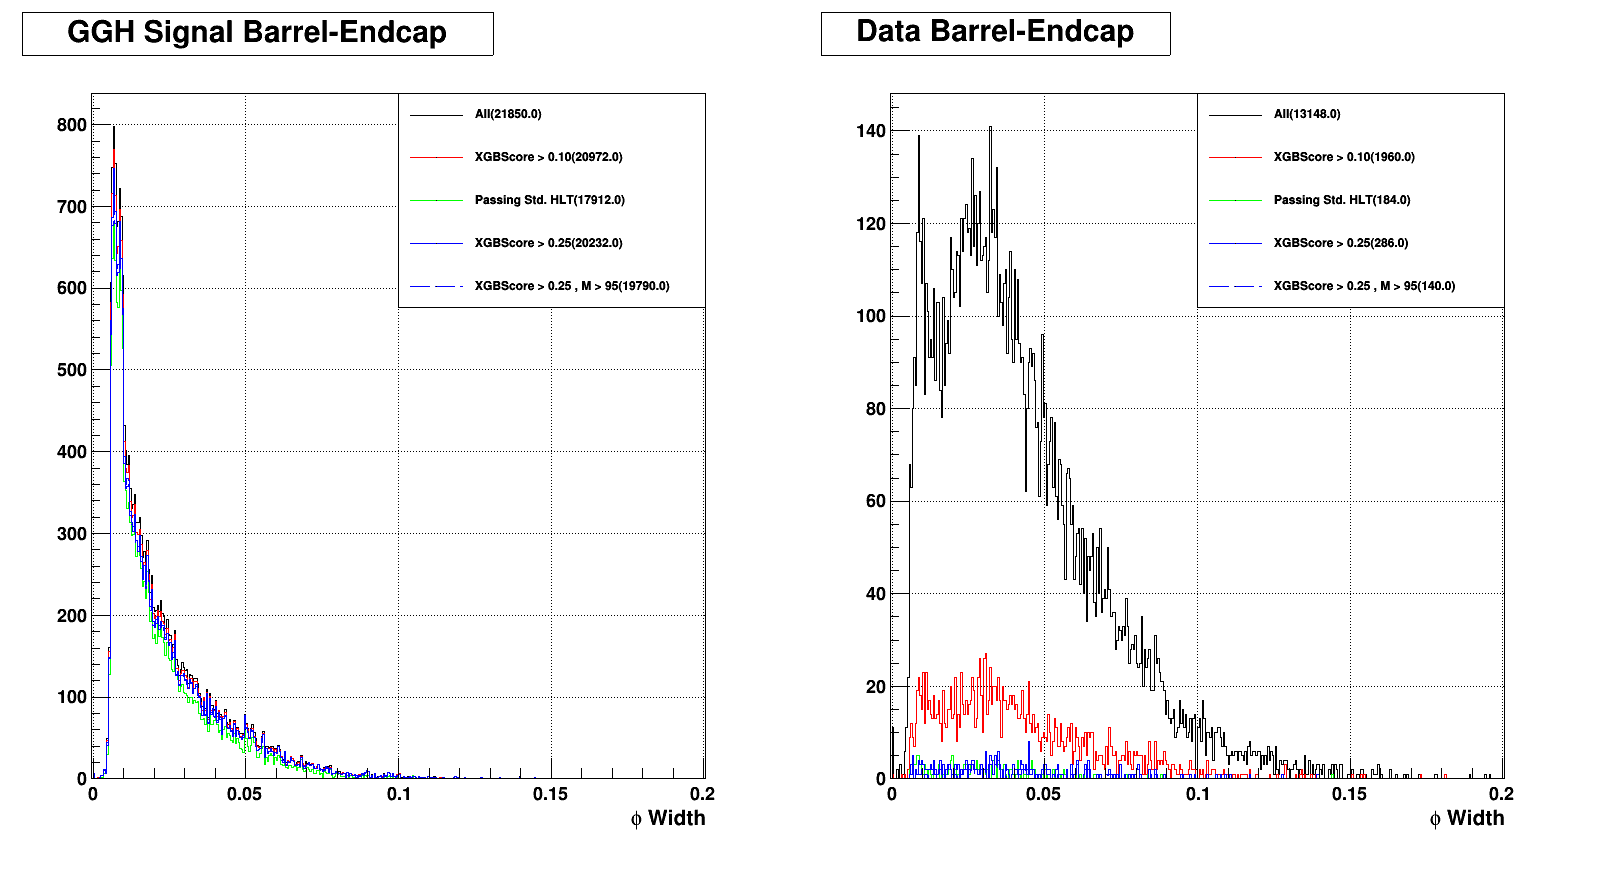 GGH Signal Barrel-Endcap
All(21850.0)
XGBScore > 0.10(20972.0)
Passing Std. HLT(17912.0)
XGBScore > 0.25(20232.0)
XGBScore > 0.25 , M > 95(19790.0)
800
700
600
500
400
300
200
100
0
0 0.05 0.1 0.15 0.2
ϕ Width
Data Barrel-Endcap
All(13148.0)
XGBScore > 0.10(1960.0)
Passing Std. HLT(184.0)
XGBScore > 0.25(286.0)
XGBScore > 0.25 , M > 95(140.0)
140
120
100
80
60
40
20
0
0 0.05 0.1 0.15 0.2
ϕ Width